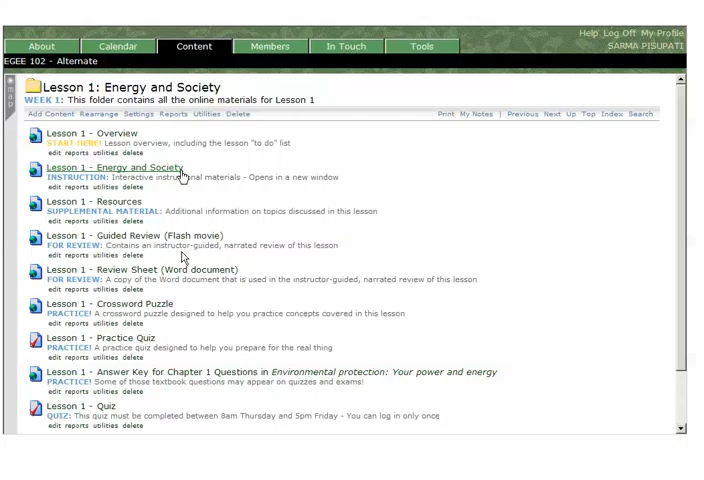 Help Log Off My Profile
About Calendar Content Members In Touch Tools
SARMA PISUPATI
EGEE 102 - Alternate
map
Lesson 1: Energy and Society
WEEK 1: This folder contains all the online materials for Lesson 1
Add Content Rearrange Settings Reports Utilities Delete Print My Notes | Previous Next Up Top Index Search
Lesson 1 - Overview
START HERE! Lesson overview, including the lesson "to do" list
edit reports utilities delete
Lesson 1 - Energy and Society
INSTRUCTION: Interactive instructional materials - Opens in a new window
edit reports utilities delete
Lesson 1 - Resources
SUPPLEMENTAL MATERIAL: Additional information on topics discussed in this lesson
edit reports utilities delete
Lesson 1 - Guided Review (Flash movie)
FOR REVIEW: Contains an instructor-guided, narrated review of this lesson
edit reports utilities delete
Lesson 1 - Review Sheet (Word document)
FOR REVIEW: A copy of the Word document that is used in the instructor-guided, narrated review of this lesson
edit reports utilities delete
Lesson 1 - Crossword Puzzle
PRACTICE! A crossword puzzle designed to help you practice concepts covered in this lesson
edit reports utilities delete
Lesson 1 - Practice Quiz
PRACTICE! A practice quiz designed to help you prepare for the real thing
edit reports utilities delete
Lesson 1 - Answer Key for Chapter 1 Questions in Environmental protection: Your power and energy
PRACTICE! Some of those textbook questions may appear on quizzes and exams!
edit reports utilities delete
Lesson 1 - Quiz
QUIZ: This quiz must be completed between 8am Thursday and 5pm Friday - You can log in only once
edit reports utilities delete